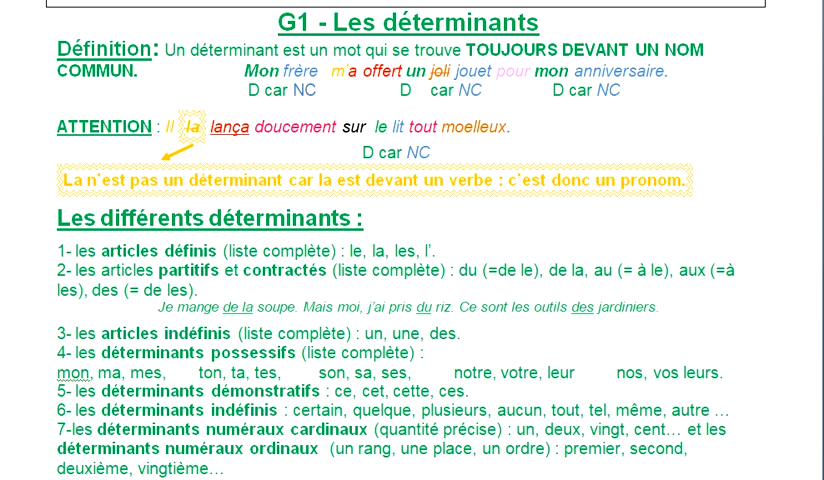 G1 - Les déterminants
Définition: Un déterminant est un mot qui se trouve TOUJOURS DEVANT UN NOM
COMMUN. Mon frère m'a offert un joli jouet pour mon anniversaire.
D car NC D car NC D car NC
ATTENTION : Il la lança doucement sur le lit tout moelleux.
D car NC
La n'est pas un déterminant car la est devant un verbe : c'est donc un pronom.
Les différents déterminants :
1- les articles définis (liste complète) : le, la, les, l'.
2- les articles partitifs et contractés (liste complète) : du (=de le), de la, au (= à le), aux (=à
les), des (= de les).
Je mange de la soupe. Mais moi, j'ai pris du riz. Ce sont les outils des jardiniers.
3- les articles indéfinis (liste complète) : un, une, des.
4- les déterminants possessifs (liste complète) :
mon, ma, mes, ton, ta, tes, son, sa, ses, notre, votre, leur nos, vos leurs.
5- les déterminants démonstratifs : ce, cet, cette, ces.
6- les déterminants indéfinis : certain, quelque, plusieurs, aucun, tout, tel, même, autre …
7-les déterminants numéraux cardinaux (quantité précise) : un, deux, vingt, cent… et les
déterminants numéraux ordinaux (un rang, une place, un ordre) : premier, second,
deuxième, vingtième…